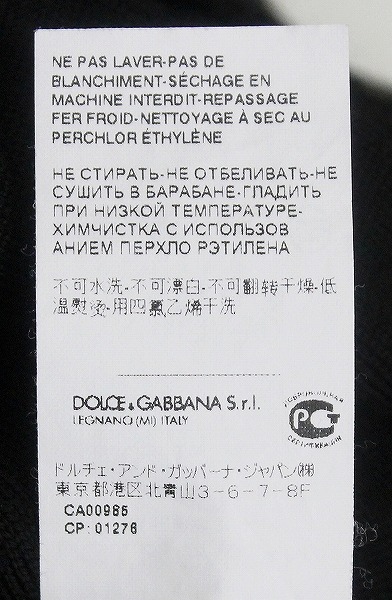 NE PAS LAVER-PAS DE
BLANCHIMENT-SÉCHAGE EN
MACHINE INTERDIT-REPASSAGE
FER FROID-NETTOYAGE À SEC AU
PERCHLOR ÉTHYLÈNE
НЕ СТИРАТЬ-НЕ ОТБЕЛИВАТЬ-НЕ
СУШИТЬ В БАРАБАНЕ-ГЛАДИТЬ
ПРИ НИЗКОЙ ТЕМПЕРАТУРЕ-
ХИМЧИСТКА С ИСПОЛЬЗОВ
АНИЕМ ПЕРХЛО РЭТИЛЕНА
不可水洗-不可漂白-不可翻转干燥-低
温熨烫-用四氯乙烯干洗
DOLCE & GABBANA S.r.l.
LEGNANO (MI) ITALY
ДОБРОВОЛЬНАЯ
РСТ
СЕРТИФИКАЦИЯ
ドルチェ・アンド・ガッバーナ・ジャパン㈱
東京都港区北青山3-6-7-8F
CA00965
CP: 01276